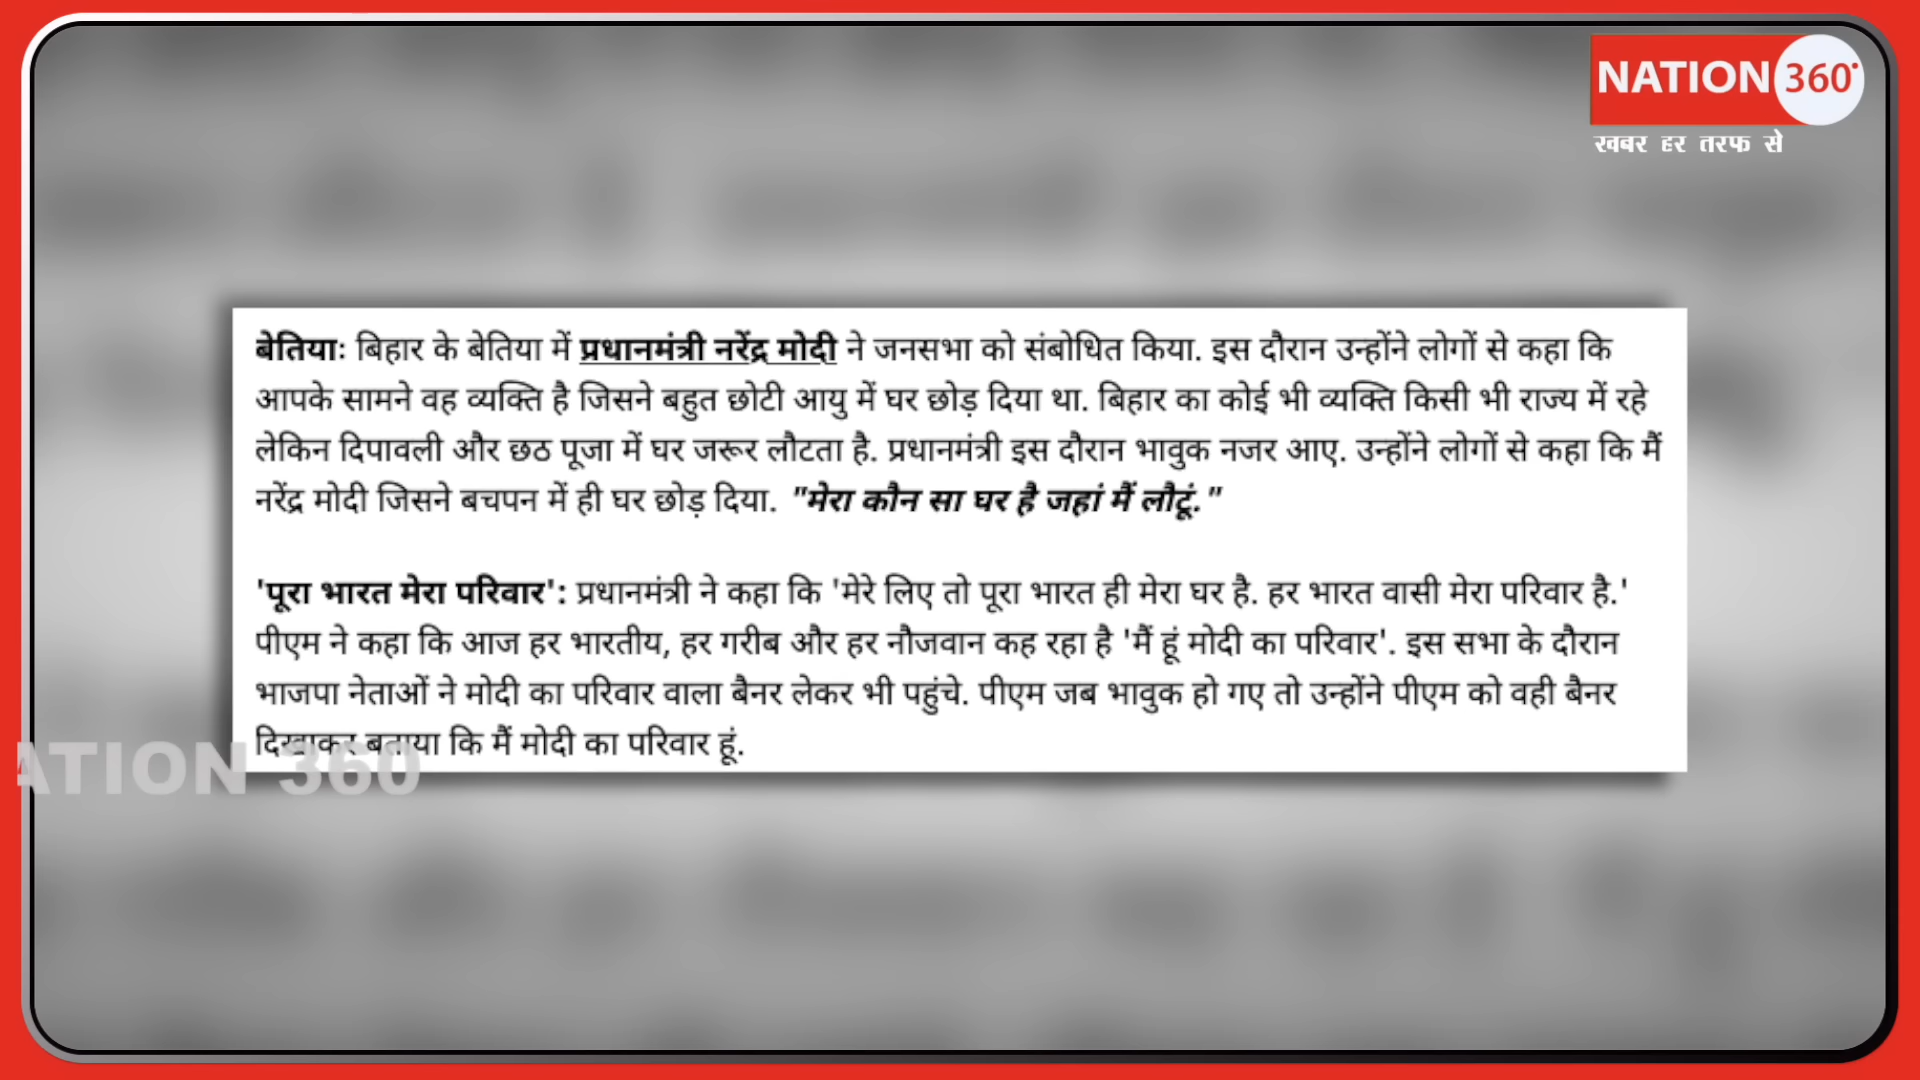 NATION 360°
खबर हर तरफ से
बेतियाः बिहार के बेतिया में प्रधानमंत्री नरेंद्र मोदी ने जनसभा को संबोधित किया. इस दौरान उन्होंने लोगों से कहा कि
आपके सामने वह व्यक्ति है जिसने बहुत छोटी आयु में घर छोड़ दिया था. बिहार का कोई भी व्यक्ति किसी भी राज्य में रहे
लेकिन दिपावली और छठ पूजा में घर जरूर लौटता है. प्रधानमंत्री इस दौरान भावुक नजर आए. उन्होंने लोगों से कहा कि मैं
नरेंद्र मोदी जिसने बचपन में ही घर छोड़ दिया. "मेरा कौन सा घर है जहां मैं लौटूं."
'पूरा भारत मेरा परिवार': प्रधानमंत्री ने कहा कि 'मेरे लिए तो पूरा भारत ही मेरा घर है. हर भारत वासी मेरा परिवार है.'
पीएम ने कहा कि आज हर भारतीय, हर गरीब और हर नौजवान कह रहा है 'मैं हूं मोदी का परिवार'. इस सभा के दौरान
भाजपा नेताओं ने मोदी का परिवार वाला बैनर लेकर भी पहुंचे. पीएम जब भावुक हो गए तो उन्होंने पीएम को वही बैनर
दिखाकर बताया कि मैं मोदी का परिवार हूं.
ATION 360